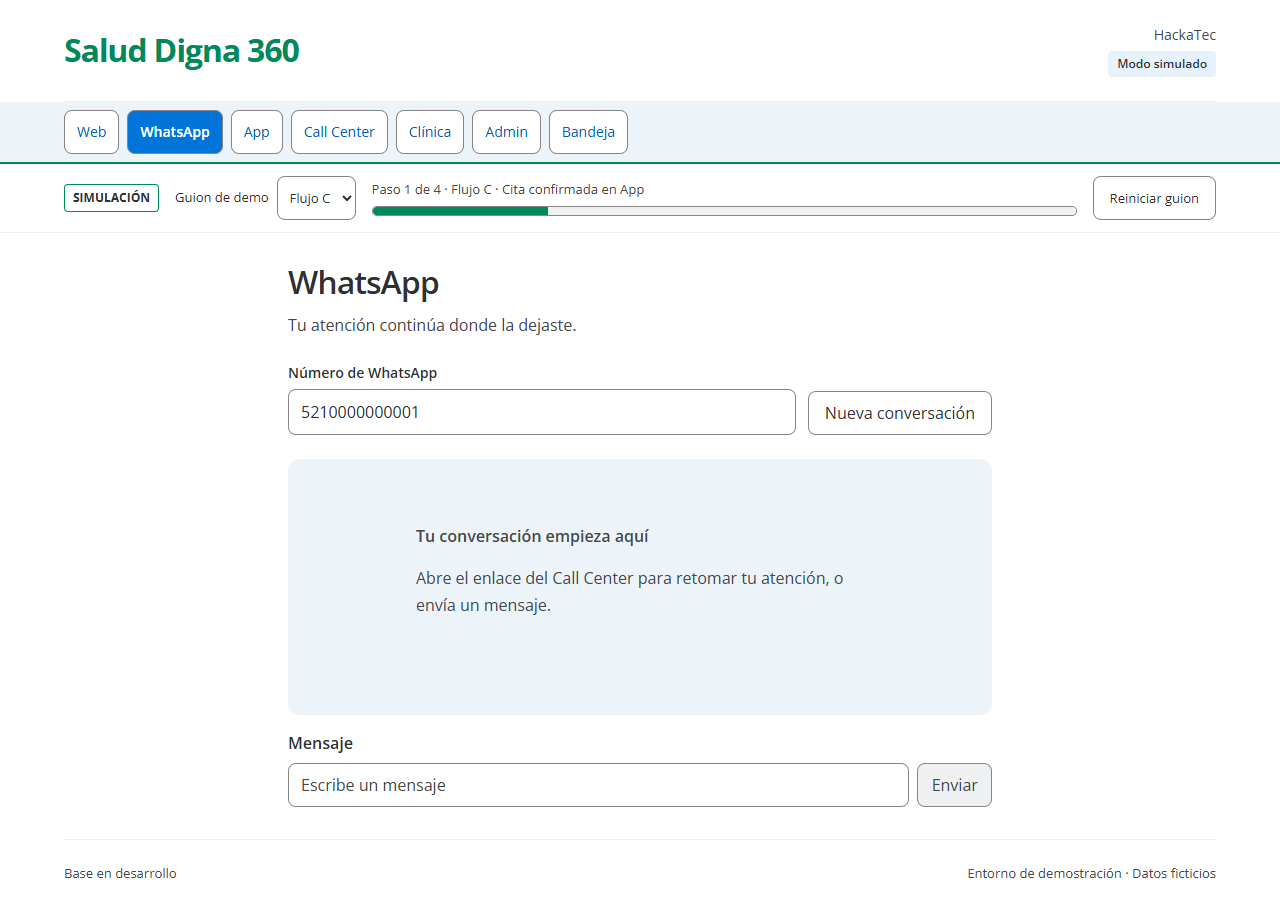 Salud Digna 360
HackaTec
Modo simulado
Web
WhatsApp
App
Call Center
Clínica
Admin
Bandeja
SIMULACIÓN
Guion de demo
Flujo C
Paso 1 de 4 · Flujo C · Cita confirmada en App
Reiniciar guion
WhatsApp
Tu atención continúa donde la dejaste.
Número de WhatsApp
5210000000001
Nueva conversación
Tu conversación empieza aquí
Abre el enlace del Call Center para retomar tu atención, o
envía un mensaje.
Mensaje
Escribe un mensaje
Enviar
Base en desarrollo
Entorno de demostración · Datos ficticios